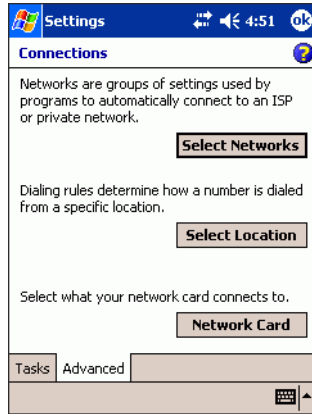 Settings 4:51 ok
Connections ?
Networks are groups of settings used by
programs to automatically connect to an ISP
or private network.
Select Networks
Dialing rules determine how a number is dialed
from a specific location.
Select Location
Select what your network card connects to.
Network Card
Tasks Advanced